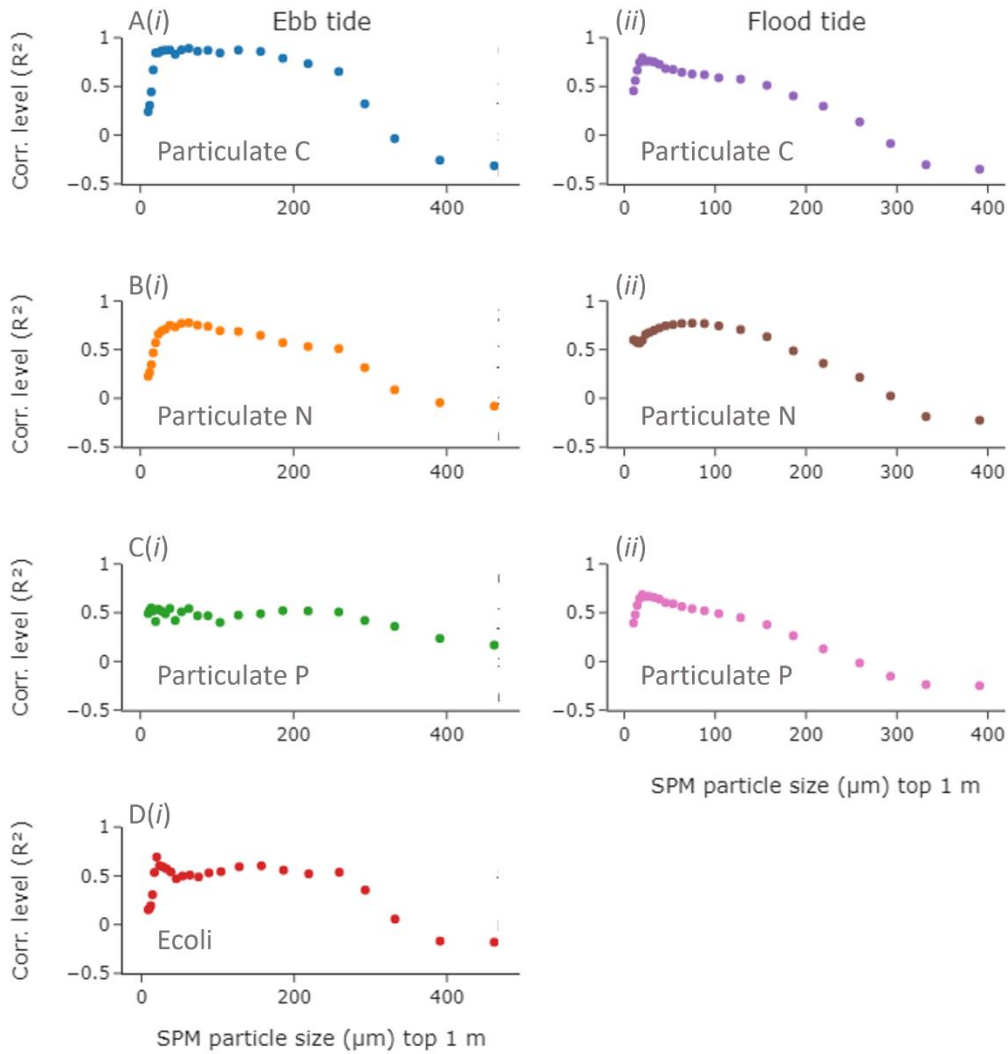 A(i) Ebb tide
(ii) Flood tide
Corr. level (R²)
1
0.5
0
−0.5
Particulate C
0 200 400
1
0.5
0
−0.5
Particulate C
0 100 200 300 400
B(i)
(ii)
Corr. level (R²)
1
0.5
0
−0.5
Particulate N
0 200 400
1
0.5
0
−0.5
Particulate N
0 100 200 300 400
C(i)
(ii)
Corr. level (R²)
1
0.5
0
−0.5
Particulate P
0 200 400
1
0.5
0
−0.5
Particulate P
0 100 200 300 400
SPM particle size (μm) top 1 m
D(i)
Corr. level (R²)
1
0.5
0
−0.5
Ecoli
0 200 400
SPM particle size (μm) top 1 m